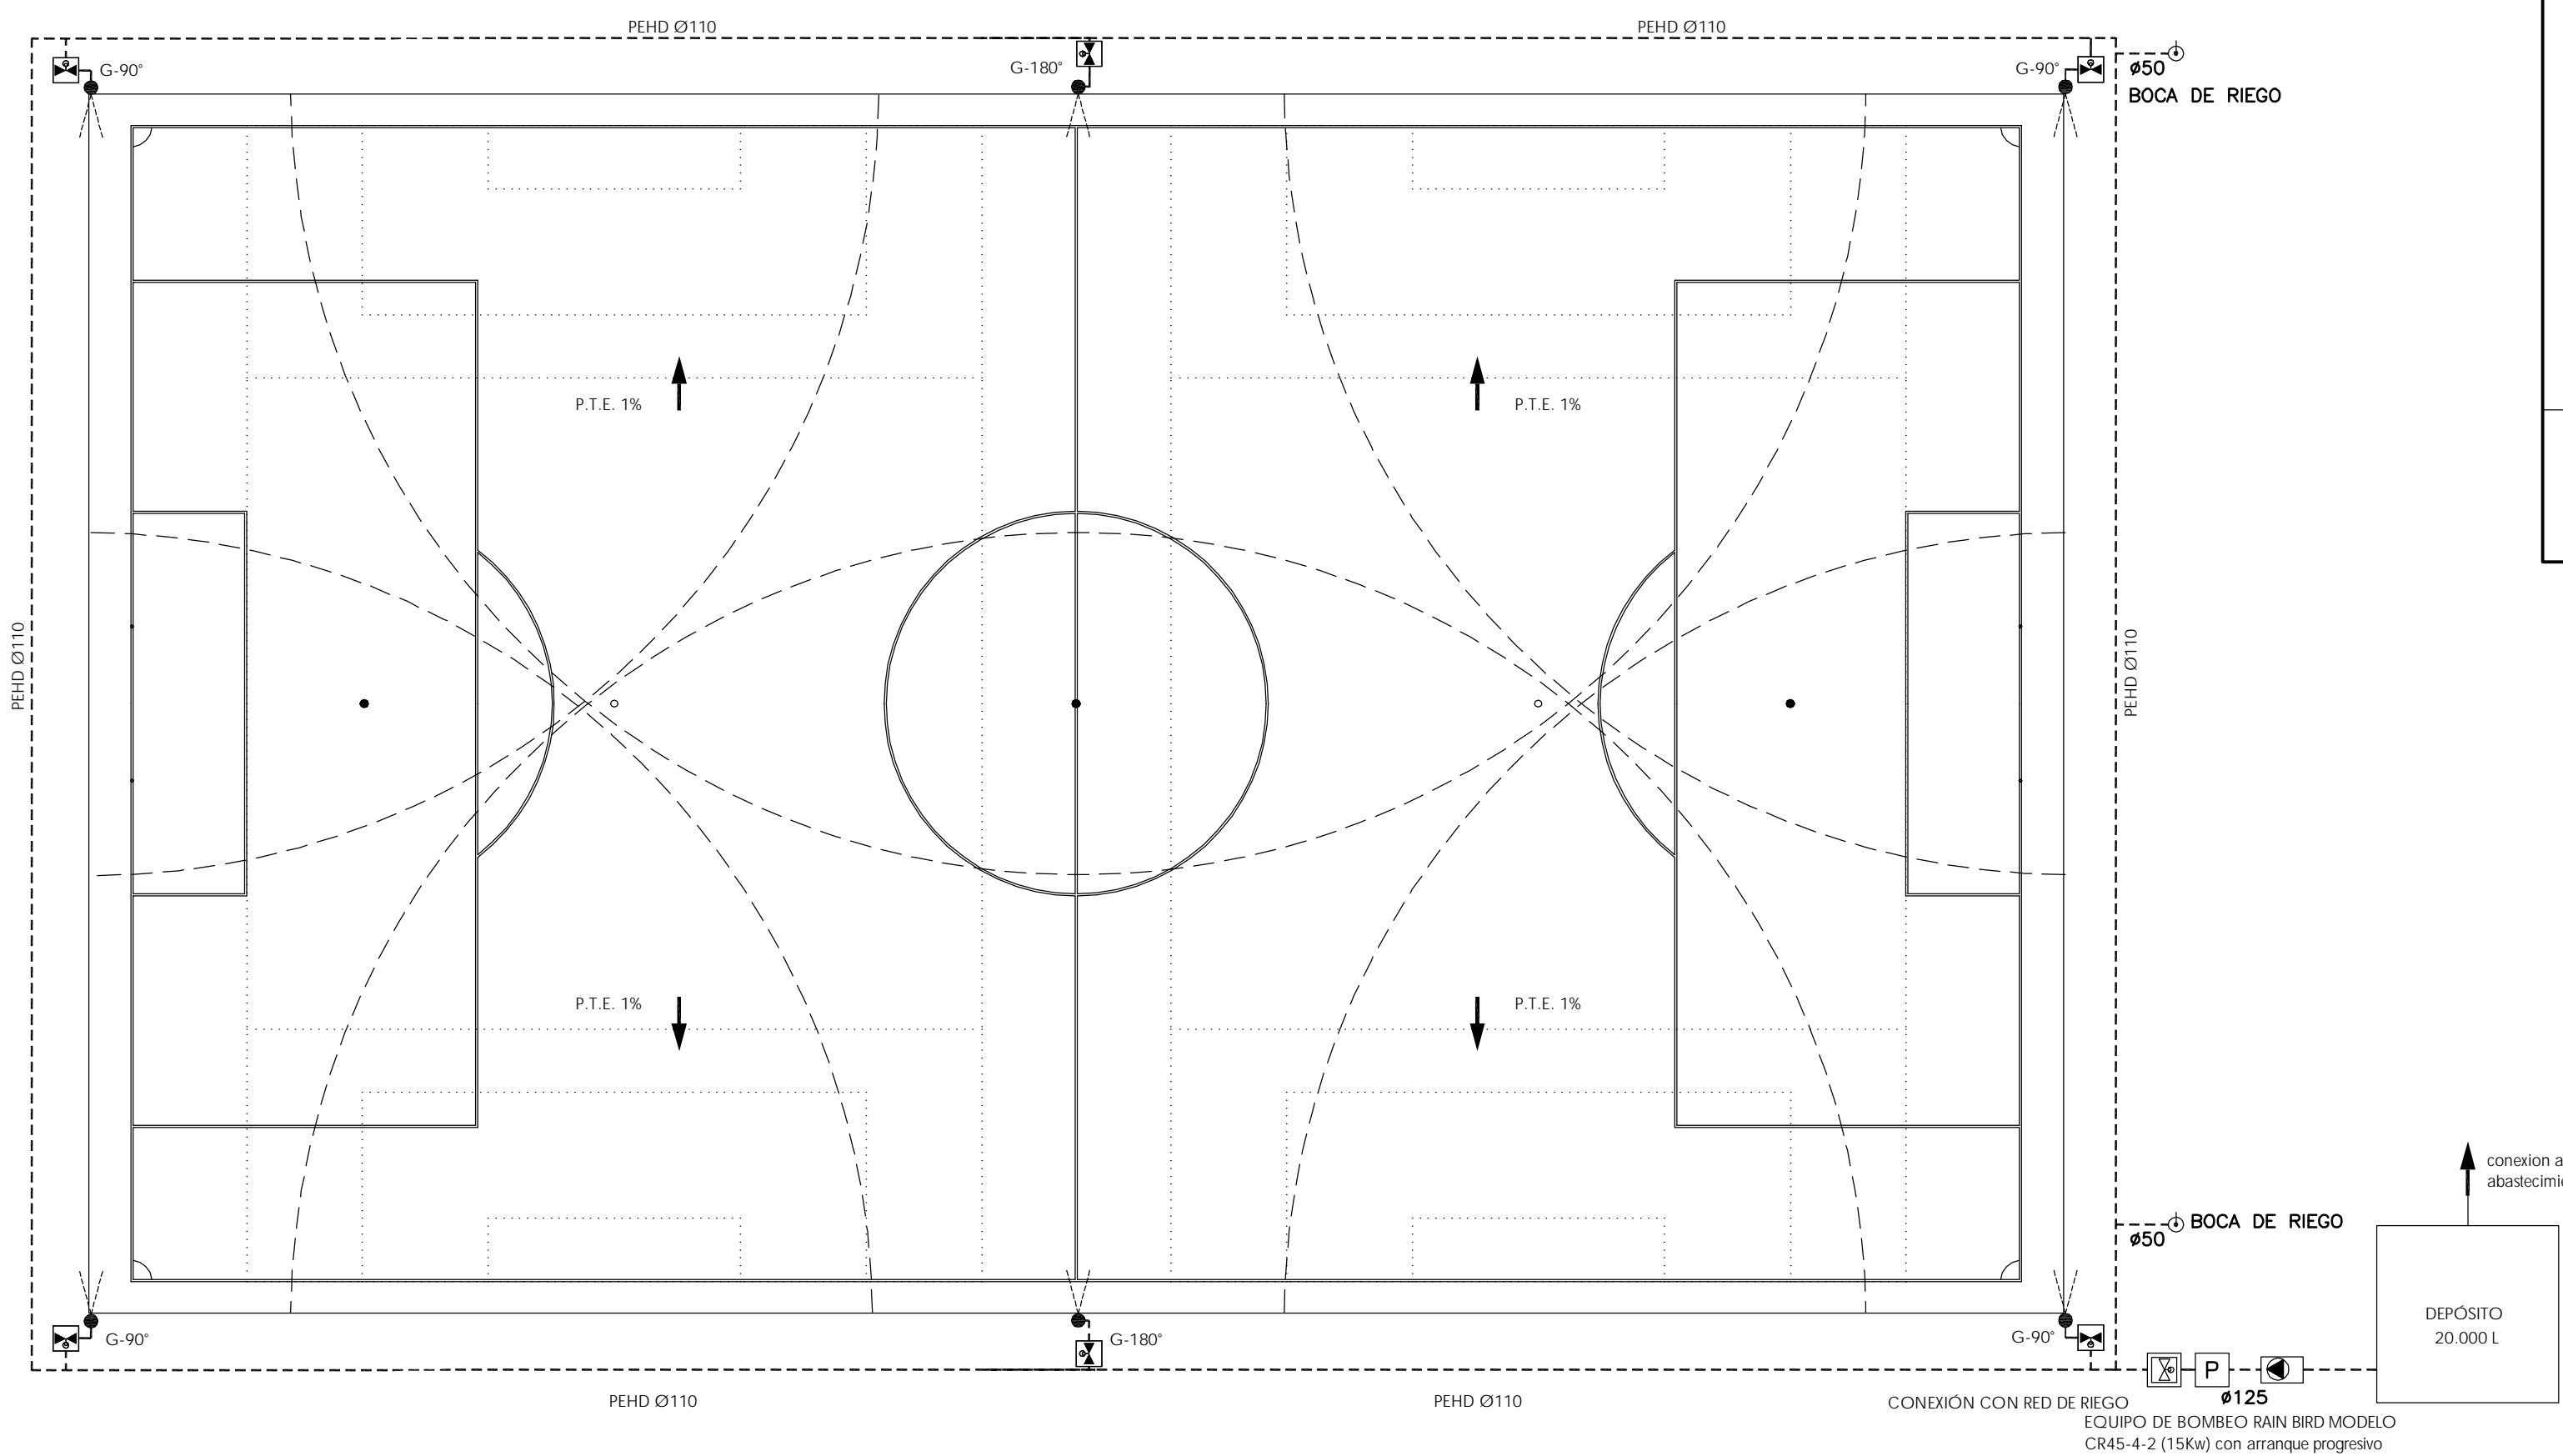 PEHD Ø110
PEHD Ø110
G-90°
G-180°
G-90°
ø50
BOCA DE RIEGO
P.T.E. 1%
P.T.E. 1%
PEHD Ø110
PEHD Ø110
P.T.E. 1%
P.T.E. 1%
conexion a
BOCA DE RIEGO
ø50
DEPÓSITO
20.000 L
G-90°
G-180°
G-90°
P
ø125
PEHD Ø110
PEHD Ø110
CONEXIÓN CON RED DE RIEGO
EQUIPO DE BOMBEO RAIN BIRD MODELO
CR45-4-2 (15Kw) con arranque progresivo